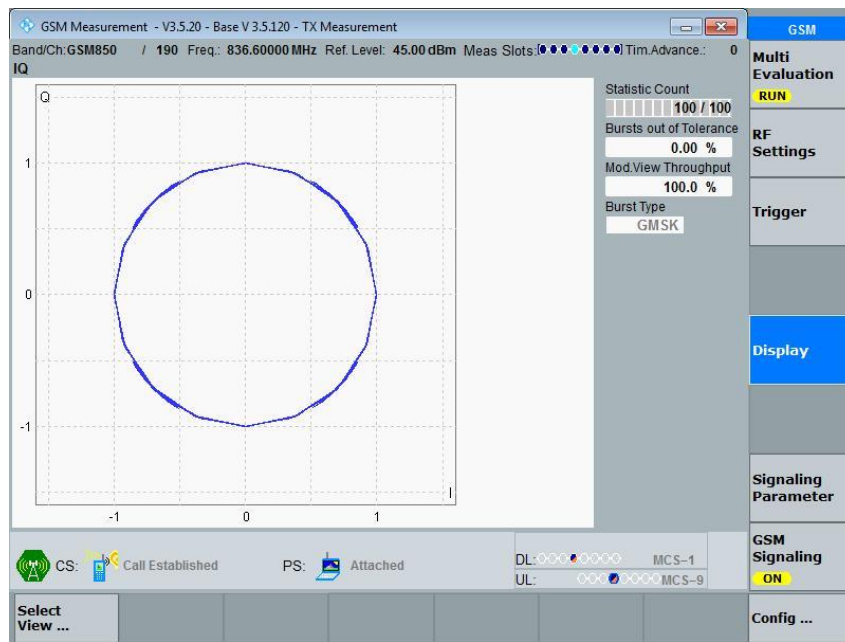 GSM Measurement - V3.5.20 - Base V 3.5.120 - TX Measurement
GSM
Band/Ch: GSM850 / 190 Freq.: 836.60000 MHz Ref. Level: 45.00 dBm Meas Slots: Tim.Advance.: 0
IQ
Multi
Evaluation
RUN
Q
1
0
-1
I
-1 0 1
Statistic Count
100 / 100
Bursts out of Tolerance
0.00 %
Mod.View Throughput
100.0 %
Burst Type
GMSK
RF
Settings
Trigger
Display
Signaling
Parameter
GSM
Signaling
ON
CS: Call Established PS: Attached DL: MCS-1
UL: MCS-9
Select
View ...
Config ...